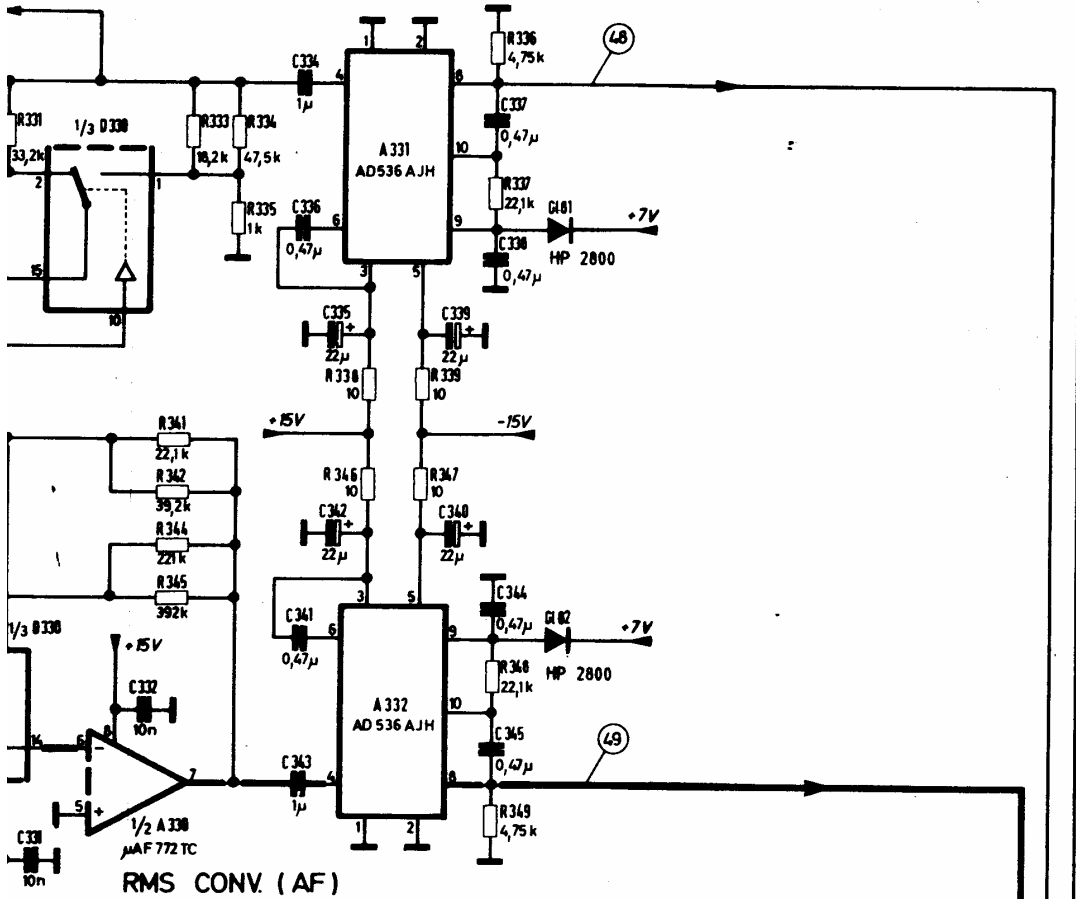 R336
4,75k
48
1
2
C334
1µ
4
8
C337
0,47µ
R331
33,2k
1/3 D330
R333
18,2k
R334
47,5k
A331
AD536 AJH
10
R337
22,1k
2
1
R335
1k
C336
0,47µ
6
9
GL81
+7V
C338
0,47µ
HP 2800
15
3
5
10
C335
+
22µ
C339
+
22µ
R338
10
R339
10
+15V
-15V
R341
22,1k
R346
10
R347
10
R342
39,2k
C342
+
22µ
C340
+
22µ
R344
221k
R345
392k
3
5
C344
0,47µ
GL82
+7V
1/3 D330
C341
0,47µ
6
9
+15V
R348
22,1k
HP 2800
C332
10n
A332
AD 536 AJH
10
14
6
-
8
C345
0,47µ
49
7
C343
1µ
4
8
5
+
R349
4,75k
1/2 A330
µAF 772 TC
1
2
C331
10n
RMS CONV. (AF)